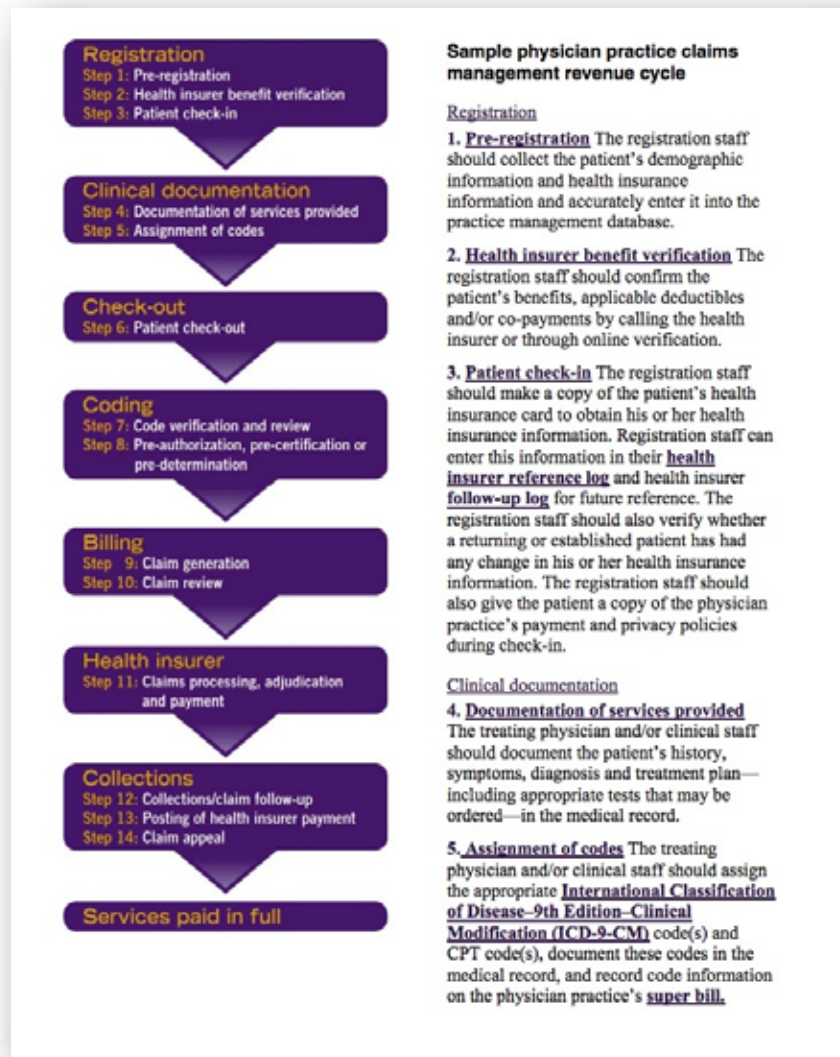 Registration
Step 1: Pre-registration
Step 2: Health insurer benefit verification
Step 3: Patient check-in
Clinical documentation
Step 4: Documentation of services provided
Step 5: Assignment of codes
Check-out
Step 6: Patient check-out
Coding
Step 7: Code verification and review
Step 8: Pre-authorization, pre-certification or
pre-determination
Billing
Step 9: Claim generation
Step 10: Claim review
Health insurer
Step 11: Claims processing, adjudication
and payment
Collections
Step 12: Collections/claim follow-up
Step 13: Posting of health insurer payment
Step 14: Claim appeal
Services paid in full
Sample physician practice claims
management revenue cycle
Registration
1. Pre-registration The registration staff
should collect the patient's demographic
information and health insurance
information and accurately enter it into the
practice management database.
2. Health insurer benefit verification The
registration staff should confirm the
patient's benefits, applicable deductibles
and/or co-payments by calling the health
insurer or through online verification.
3. Patient check-in The registration staff
should make a copy of the patient's health
insurance card to obtain his or her health
insurance information. Registration staff can
enter this information in their health
insurer reference log and health insurer
follow-up log for future reference. The
registration staff should also verify whether
a returning or established patient has had
any change in his or her health insurance
information. The registration staff should
also give the patient a copy of the physician
practice's payment and privacy policies
during check-in.
Clinical documentation
4. Documentation of services provided
The treating physician and/or clinical staff
should document the patient's history,
symptoms, diagnosis and treatment plan—
including appropriate tests that may be
ordered—in the medical record.
5. Assignment of codes The treating
physician and/or clinical staff should assign
the appropriate International Classification
of Disease–9th Edition–Clinical
Modification (ICD-9-CM) code(s) and
CPT code(s), document these codes in the
medical record, and record code information
on the physician practice's super bill.